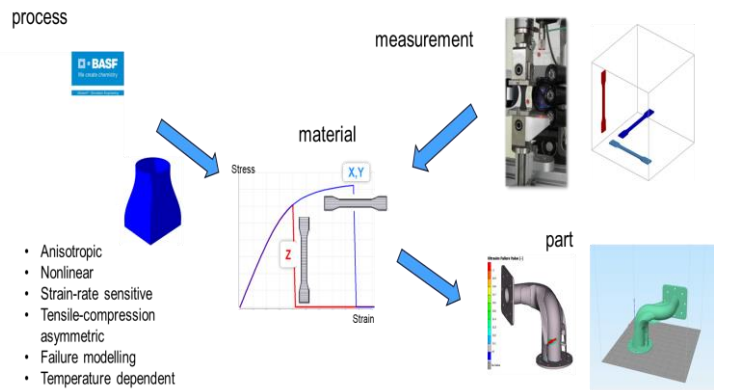 process
measurement
BASF
We create chemistry
material
Stress
X,Y
Z
Strain
part
• Anisotropic
• Nonlinear
• Strain-rate sensitive
• Tensile-compression
asymmetric
• Failure modelling
• Temperature dependent